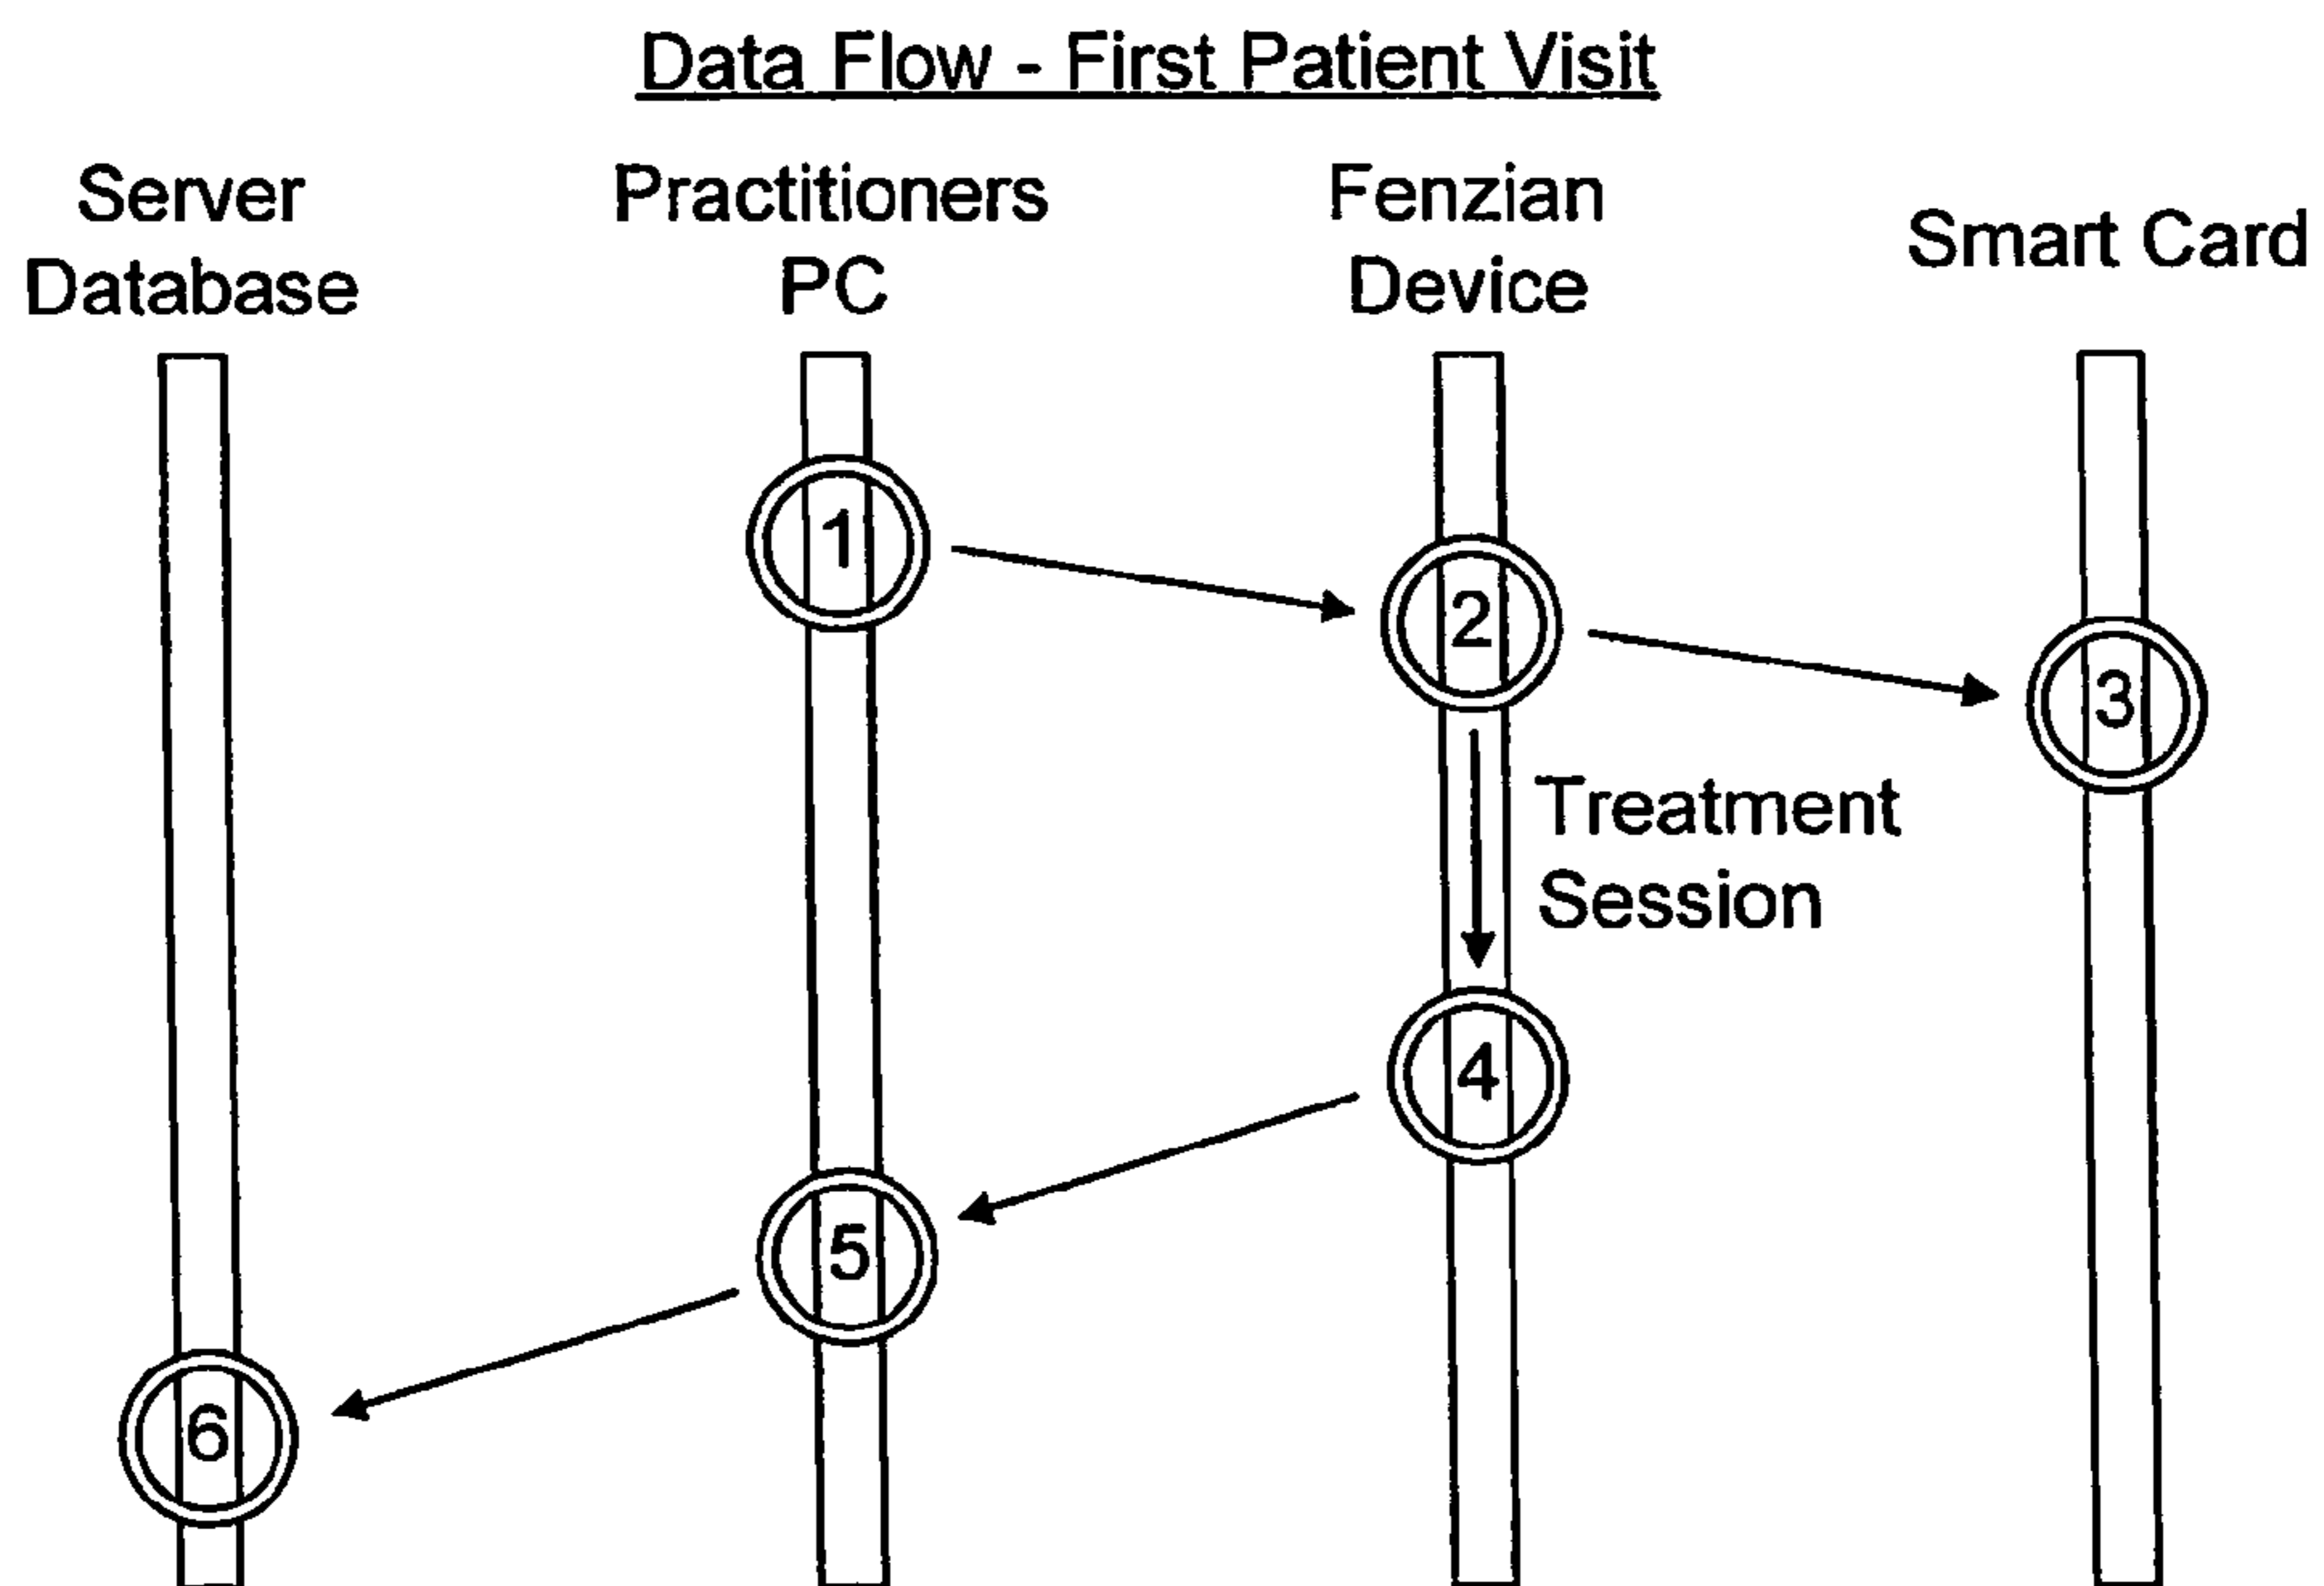 Data Flow - First Patient Visit
Server
Database
Practitioners
PC
Fenzian
Device
Smart Card
1
2
3
Treatment
Session
4
5
6